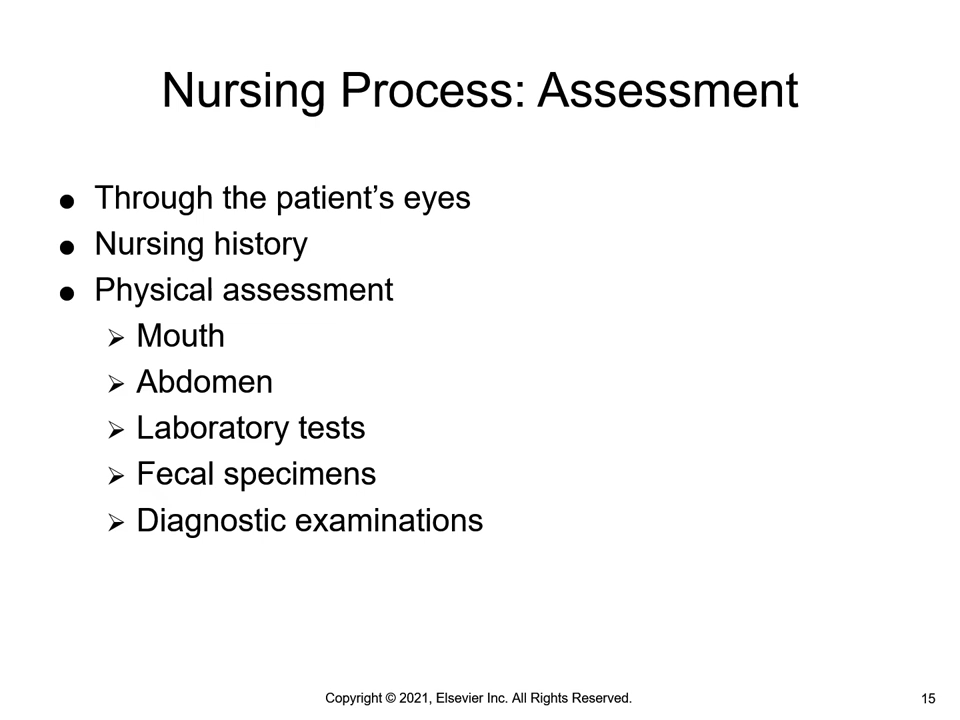 Nursing Process: Assessment
● Through the patient’s eyes
● Nursing history
● Physical assessment
➢ Mouth
➢ Abdomen
➢ Laboratory tests
➢ Fecal specimens
➢ Diagnostic examinations
Copyright © 2021, Elsevier Inc. All Rights Reserved.
15